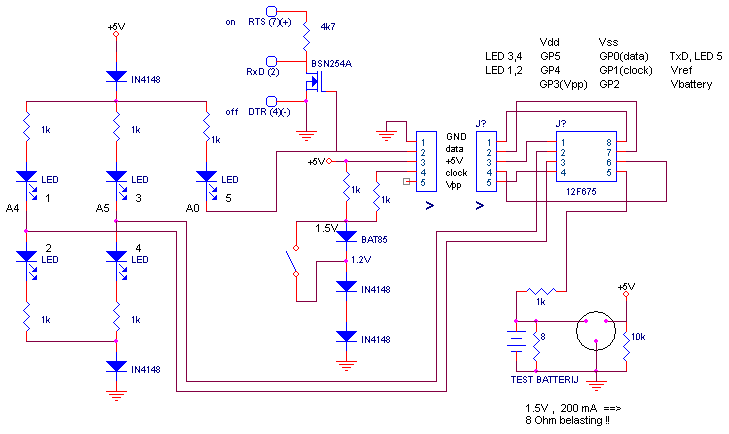 on RTS (7)(+)
4k7
+5V
Vdd Vss
LED 3,4 GP5 GP0(data) TxD, LED 5
LED 1,2 GP4 GP1(clock) Vref
GP3(Vpp) GP2 Vbattery
RxD (2)
BSN254A
IN4148
off DTR (4)(-)
1k 1k 1k
J? J?
GND
data
+5V
clock
Vpp
1
2
3
4
5
1
2
3
4
5
1
2
3
4
8
7
6
5
12F675
+5V
LED LED LED
1 3 5
A4 A5 A0
1k 1k
1.5V
BAT85
1.2V
2 4
LED LED
IN4148
1k 1k
IN4148
IN4148
+5V
1k
8
10k
TEST BATTERIJ
1.5V , 200 mA ==>
8 Ohm belasting !!